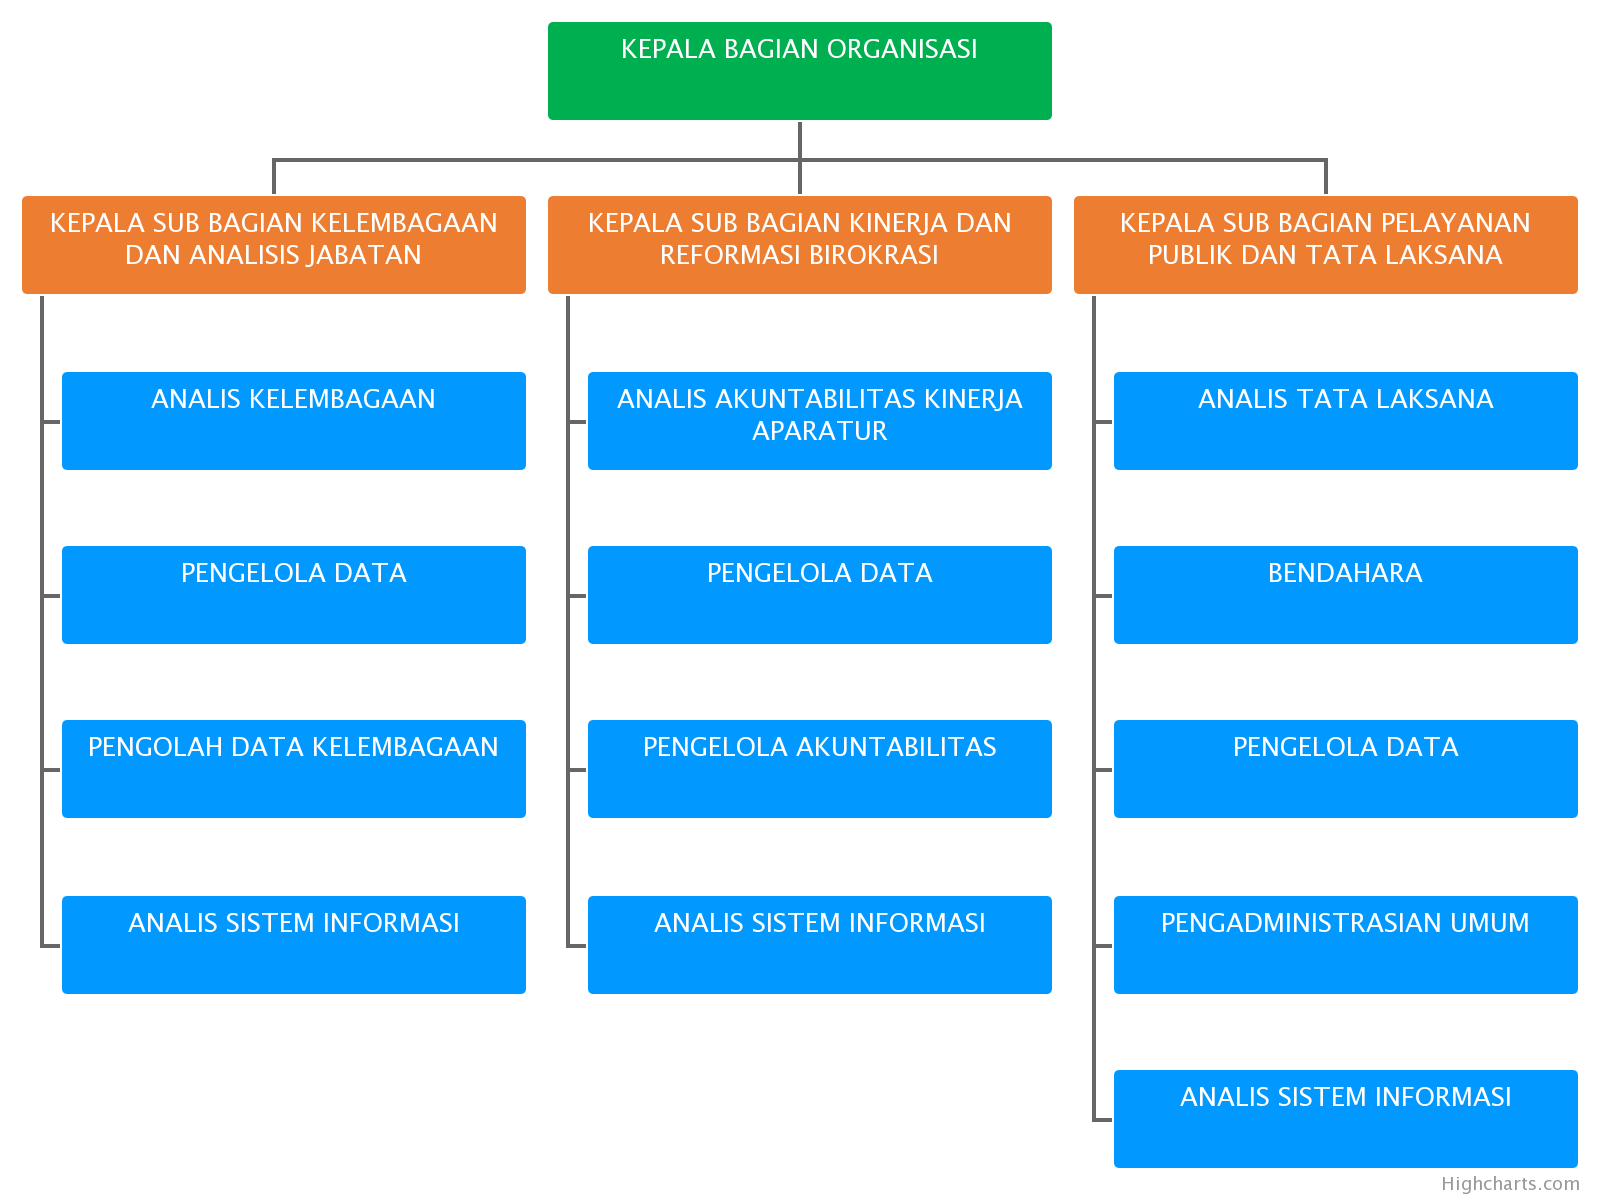 KEPALA BAGIAN ORGANISASI
KEPALA SUB BAGIAN KELEMBAGAAN
DAN ANALISIS JABATAN
ANALIS KELEMBAGAAN
PENGELOLA DATA
PENGOLAH DATA KELEMBAGAAN
ANALIS SISTEM INFORMASI
KEPALA SUB BAGIAN KINERJA DAN
REFORMASI BIROKRASI
ANALIS AKUNTABILITAS KINERJA
APARATUR
PENGELOLA DATA
PENGELOLA AKUNTABILITAS
ANALIS SISTEM INFORMASI
KEPALA SUB BAGIAN PELAYANAN
PUBLIK DAN TATA LAKSANA
ANALIS TATA LAKSANA
BENDAHARA
PENGELOLA DATA
PENGADMINISTRASIAN UMUM
ANALIS SISTEM INFORMASI
Highcharts.com